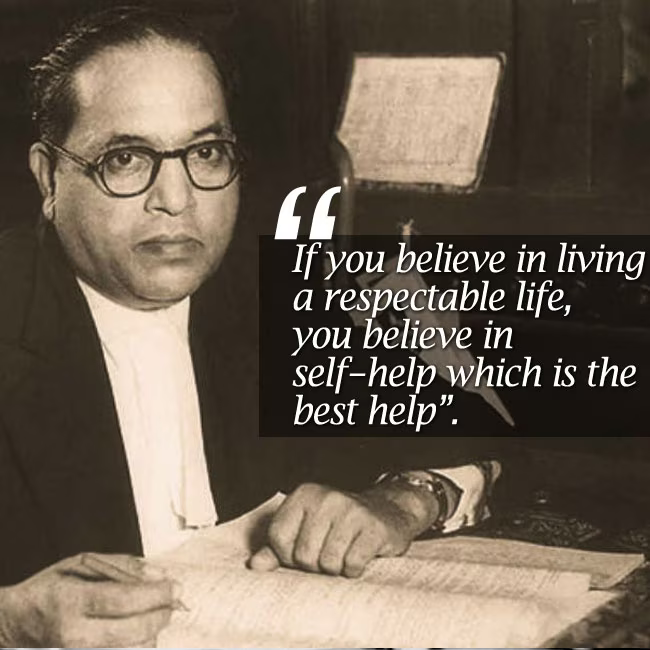 “
If you believe in living
a respectable life,
you believe in
self-help which is the
best help”.